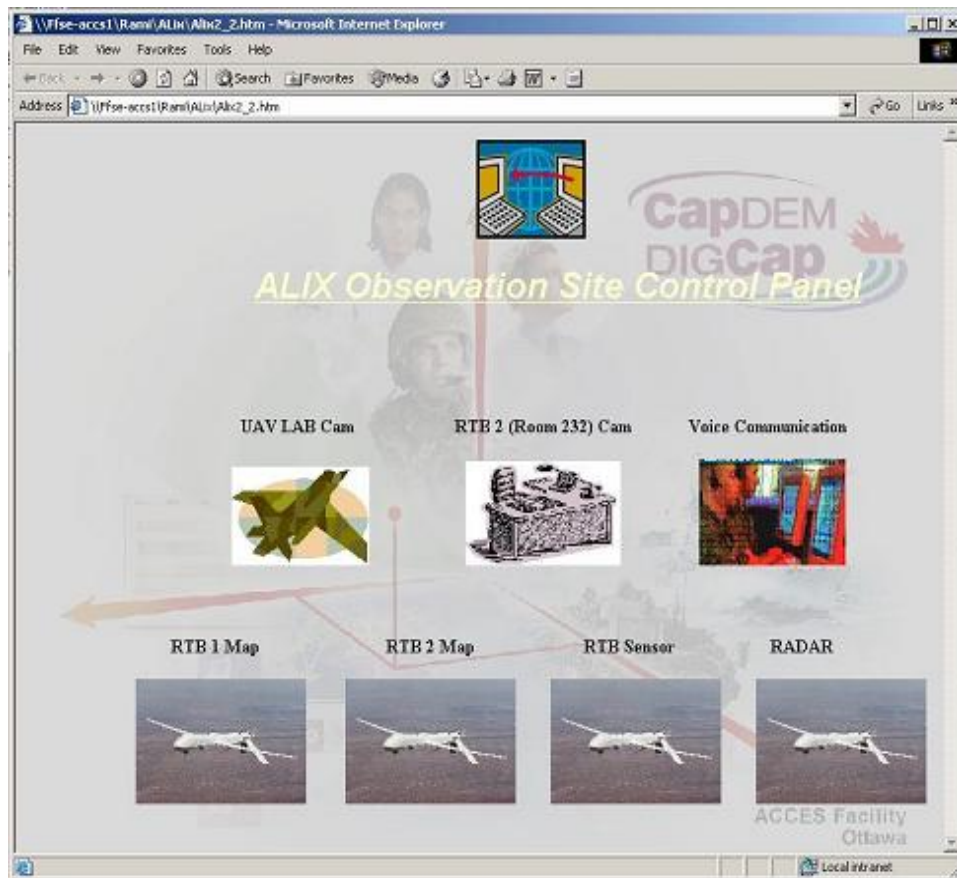 \\Ffse-accs1\Rami\ALix\Alix2_2.htm - Microsoft Internet Explorer
File Edit View Favorites Tools Help
Back Search Favorites Media
Address \\Ffse-accs1\Rami\ALix\Alix2_2.htm Go Links »
CapDEM
DIGCap
ALIX Observation Site Control Panel
UAV LAB Cam RTB 2 (Room 232) Cam Voice Communication
RTB 1 Map RTB 2 Map RTB Sensor RADAR
ACCES Facility
Ottawa
Local intranet